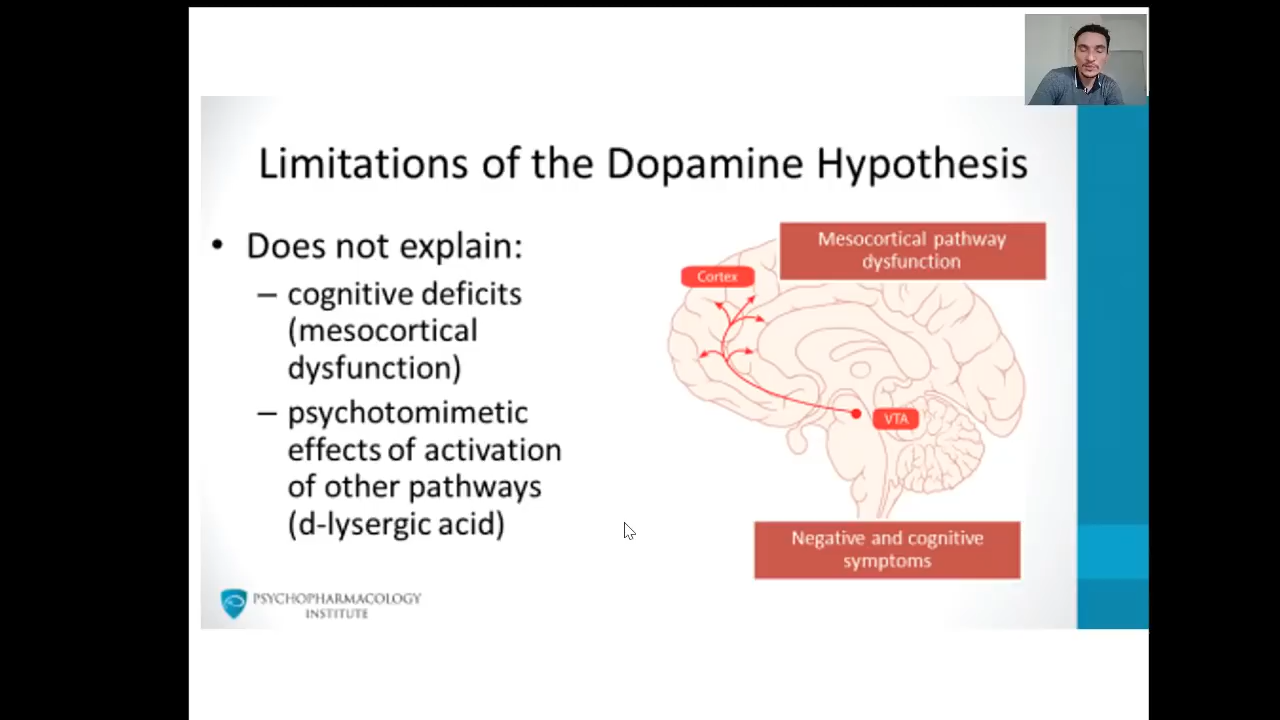 Limitations of the Dopamine Hypothesis
• Does not explain:
– cognitive deficits
(mesocortical
dysfunction)
– psychotomimetic
effects of activation
of other pathways
(d-lysergic acid)
Mesocortical pathway
dysfunction
Cortex
VTA
Negative and cognitive
symptoms
PSYCHOPHARMACOLOGY
INSTITUTE